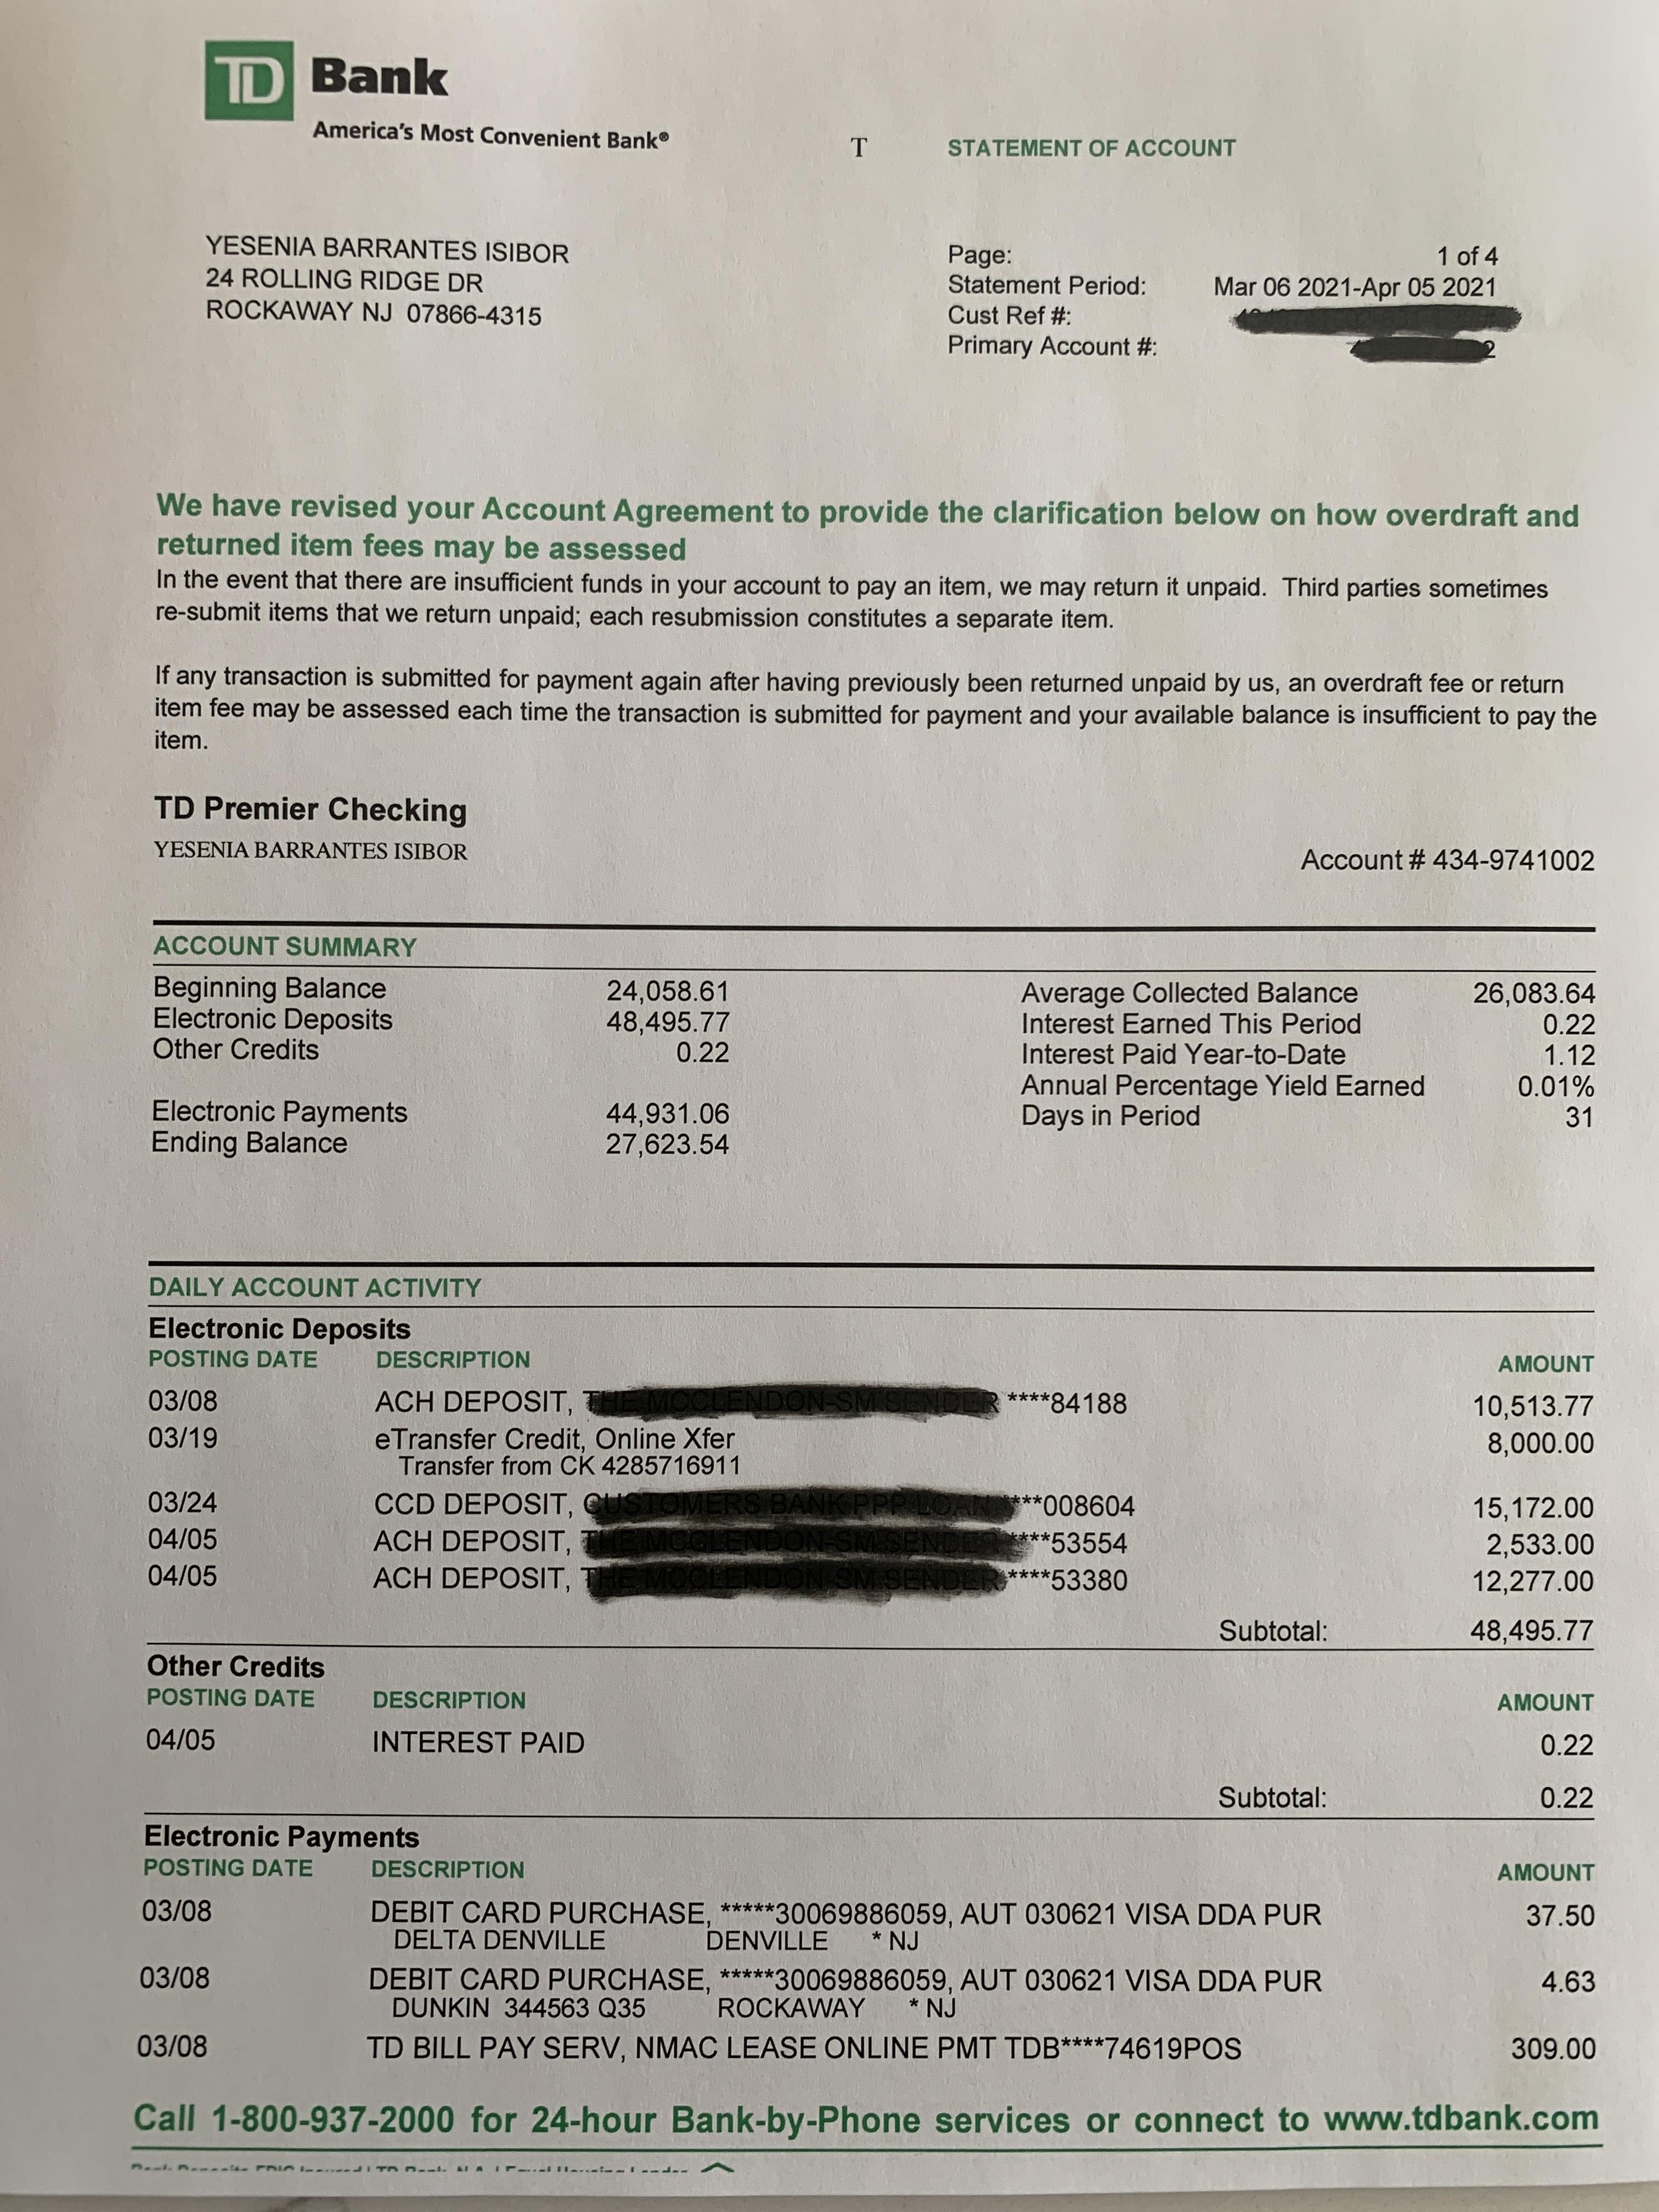 TD Bank
America's Most Convenient Bank®
T
STATEMENT OF ACCOUNT
YESENIA BARRANTES ISIBOR
24 ROLLING RIDGE DR
ROCKAWAY NJ 07866-4315
Page: 1 of 4
Statement Period: Mar 06 2021-Apr 05 2021
Cust Ref #:
Primary Account #:
We have revised your Account Agreement to provide the clarification below on how overdraft and
returned item fees may be assessed
In the event that there are insufficient funds in your account to pay an item, we may return it unpaid. Third parties sometimes
re-submit items that we return unpaid; each resubmission constitutes a separate item.
If any transaction is submitted for payment again after having previously been returned unpaid by us, an overdraft fee or return
item fee may be assessed each time the transaction is submitted for payment and your available balance is insufficient to pay the
item.
TD Premier Checking
YESENIA BARRANTES ISIBOR Account # 434-9741002
ACCOUNT SUMMARY
Beginning Balance 24,058.61 Average Collected Balance 26,083.64
Electronic Deposits 48,495.77 Interest Earned This Period 0.22
Other Credits 0.22 Interest Paid Year-to-Date 1.12
Annual Percentage Yield Earned 0.01%
Electronic Payments 44,931.06 Days in Period 31
Ending Balance 27,623.54
DAILY ACCOUNT ACTIVITY
Electronic Deposits
POSTING DATE DESCRIPTION AMOUNT
03/08 ACH DEPOSIT, ****84188 10,513.77
03/19 eTransfer Credit, Online Xfer 8,000.00
Transfer from CK 4285716911
03/24 CCD DEPOSIT, ***008604 15,172.00
04/05 ACH DEPOSIT, ***53554 2,533.00
04/05 ACH DEPOSIT, ****53380 12,277.00
Subtotal: 48,495.77
Other Credits
POSTING DATE DESCRIPTION AMOUNT
04/05 INTEREST PAID 0.22
Subtotal: 0.22
Electronic Payments
POSTING DATE DESCRIPTION AMOUNT
03/08 DEBIT CARD PURCHASE, *****30069886059, AUT 030621 VISA DDA PUR 37.50
DELTA DENVILLE DENVILLE * NJ
03/08 DEBIT CARD PURCHASE, *****30069886059, AUT 030621 VISA DDA PUR 4.63
DUNKIN 344563 Q35 ROCKAWAY * NJ
03/08 TD BILL PAY SERV, NMAC LEASE ONLINE PMT TDB****74619POS 309.00
Call 1-800-937-2000 for 24-hour Bank-by-Phone services or connect to www.tdbank.com